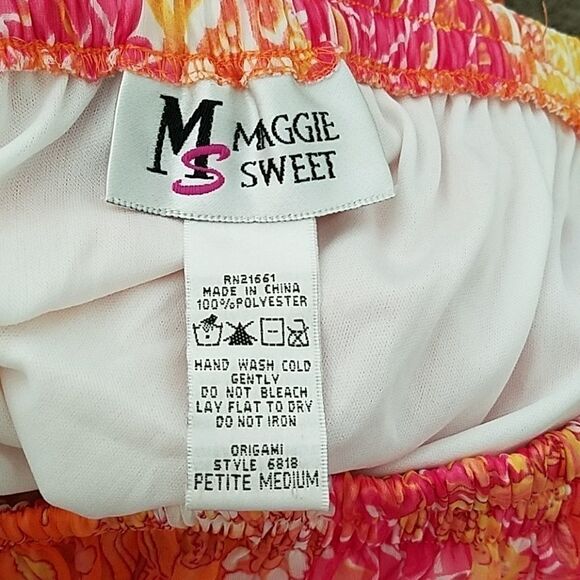 MS
MAGGIE
SWEET
RN21661
MADE IN CHINA
100%POLYESTER
HAND WASH COLD
GENTLY
DO NOT BLEACH
LAY FLAT TO DRY
DO NOT IRON
ORIGAMI
STYLE 6818
PETITE MEDIUM